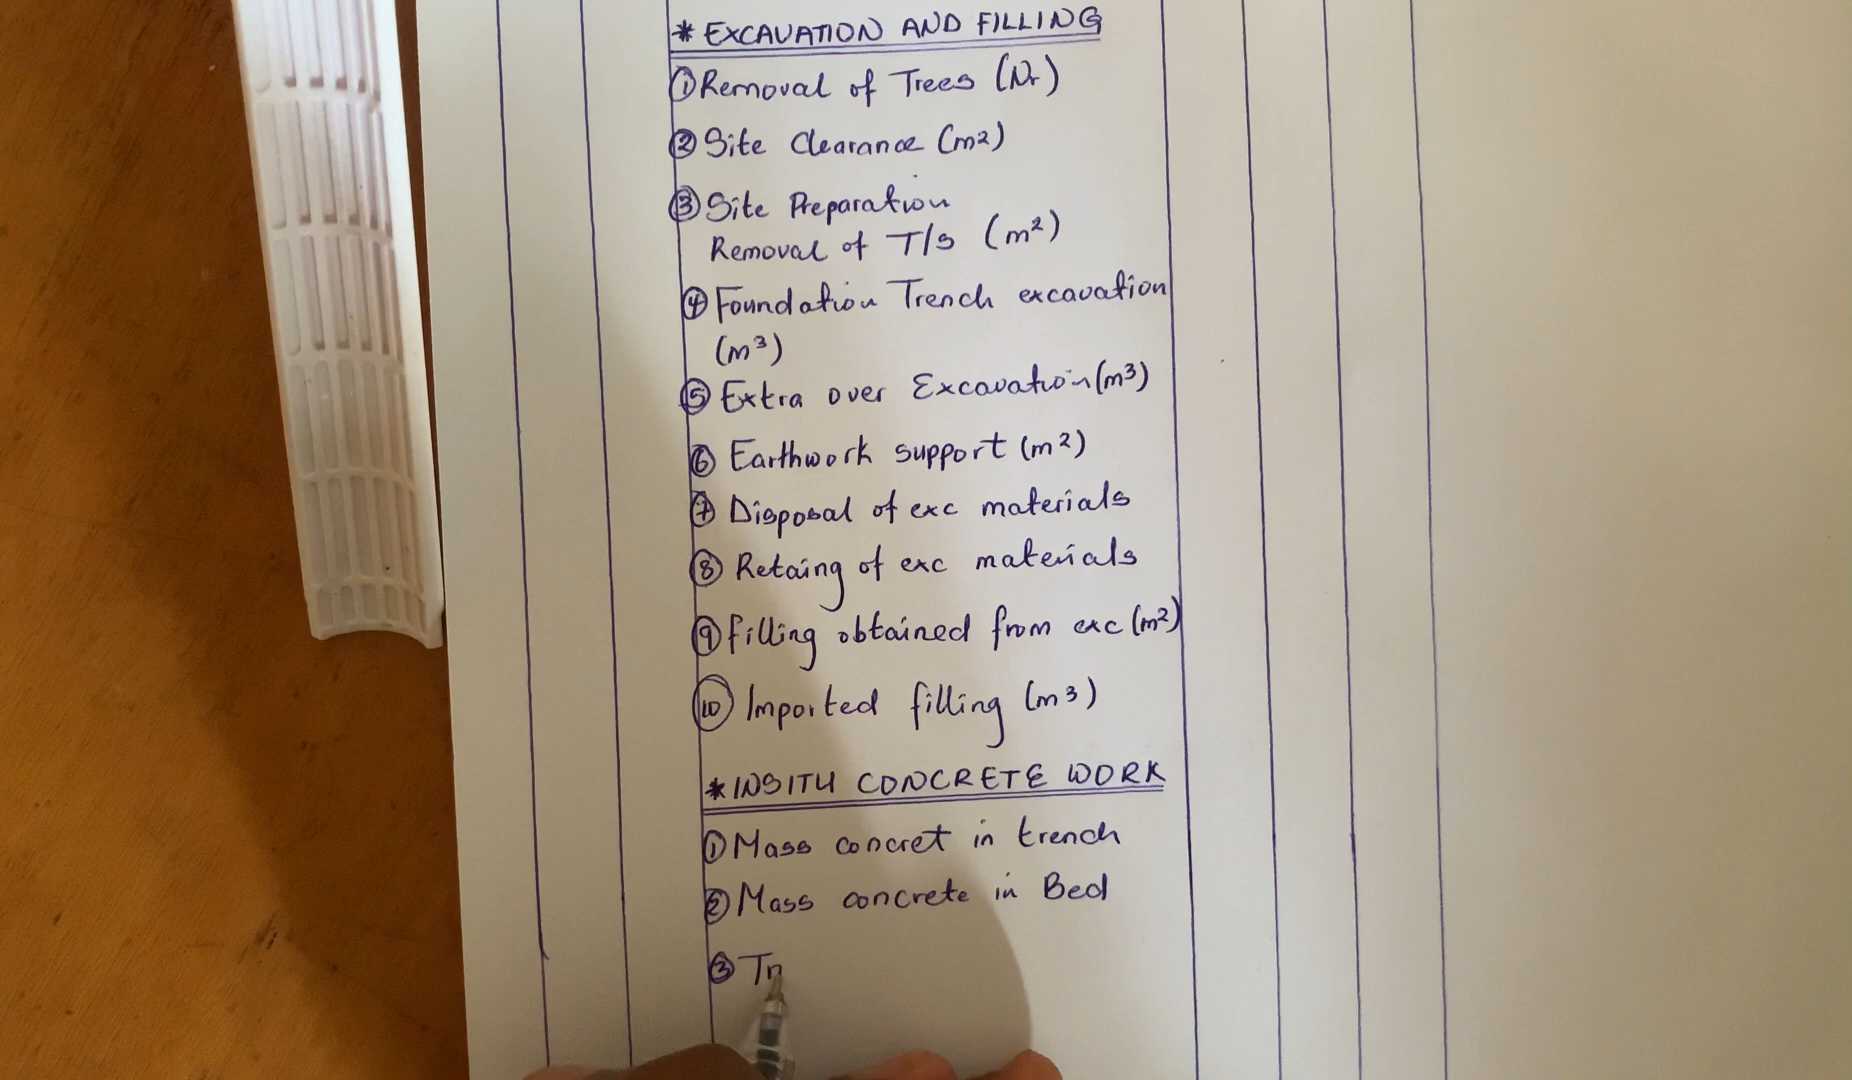 * EXCAVATION AND FILLING
① Removal of Trees (Nr)
② Site Clearance (m2)
③ Site Preparation
Removal of T/S (m²)
④ Foundation Trench excavation
(m³)
⑤ Extra over Excavation (m³)
⑥ Earthwork support (m²)
⑦ Disposal of exc materials
⑧ Retaing of exc materials
⑨ filling obtained from exc (m²)
⑩ Imported filling (m³)
* INSITU CONCRETE WORK
① Mass concret in trench
② Mass concrete in Bed
③ Tr